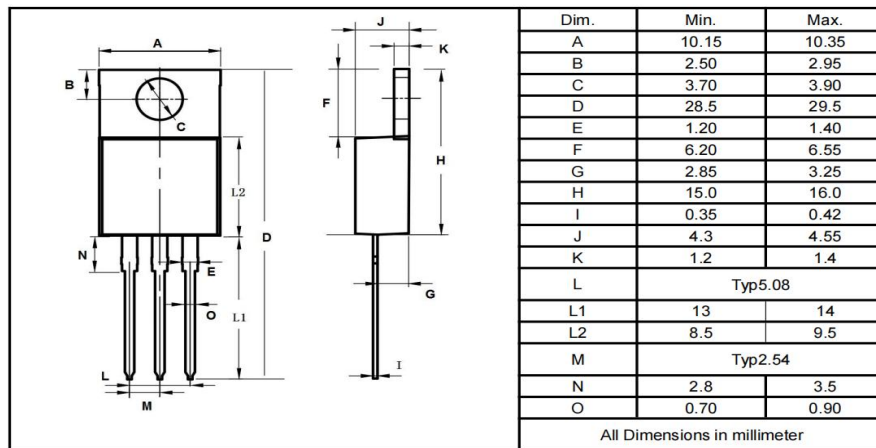 J
A
K
B
C
F
H
L2
D
N
E
G
O
L1
L
I
M
Dim. Min. Max.
A 10.15 10.35
B 2.50 2.95
C 3.70 3.90
D 28.5 29.5
E 1.20 1.40
F 6.20 6.55
G 2.85 3.25
H 15.0 16.0
I 0.35 0.42
J 4.3 4.55
K 1.2 1.4
L Typ5.08
L1 13 14
L2 8.5 9.5
M Typ2.54
N 2.8 3.5
O 0.70 0.90
All Dimensions in millimeter